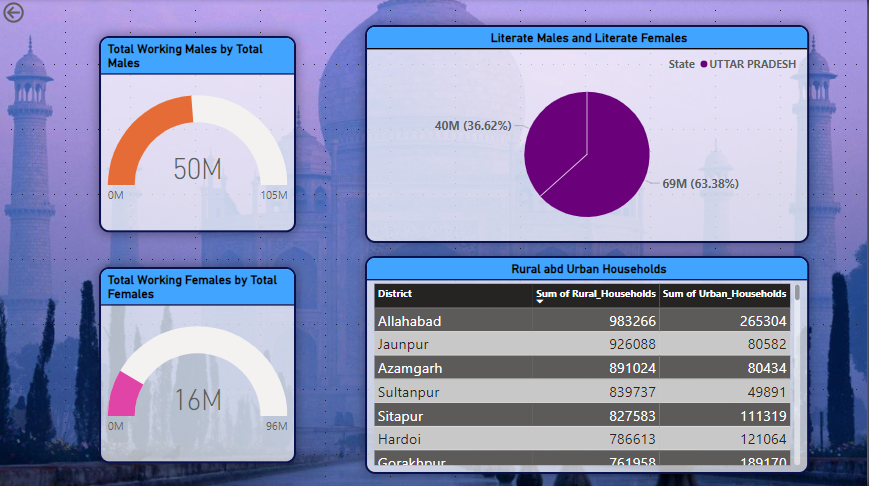 Total Working Males by Total
Males
50M
0M
105M
Total Working Females by Total
Females
16M
0M
96M
Literate Males and Literate Females
State UTTAR PRADESH
40M (36.62%)
69M (63.38%)
Rural abd Urban Households
District Sum of Rural_Households Sum of Urban_Households
Allahabad 983266 265304
Jaunpur 926088 80582
Azamgarh 891024 80434
Sultanpur 839737 49891
Sitapur 827583 111319
Hardoi 786613 121064
Gorakhpur 761958 189170